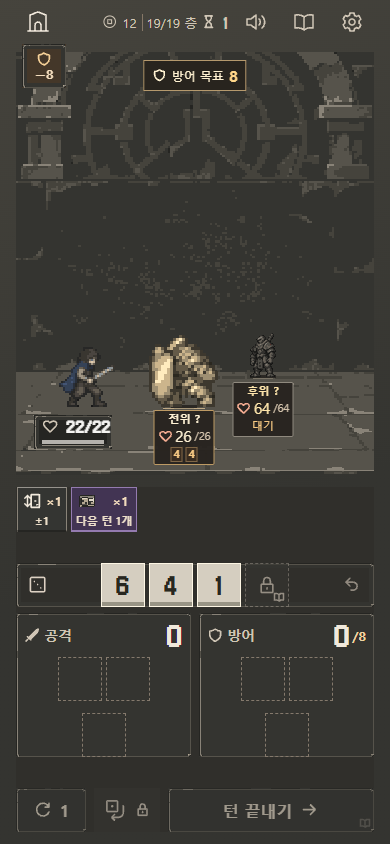 12 19/19 층 1
–8
방어 목표 8
22/22
전위 ?
26/26
4 4
후위 ?
64/64
대기
×1
±1
×1
다음 턴 1개
6 4 1
공격 0
방어 0/8
1
턴 끝내기 →